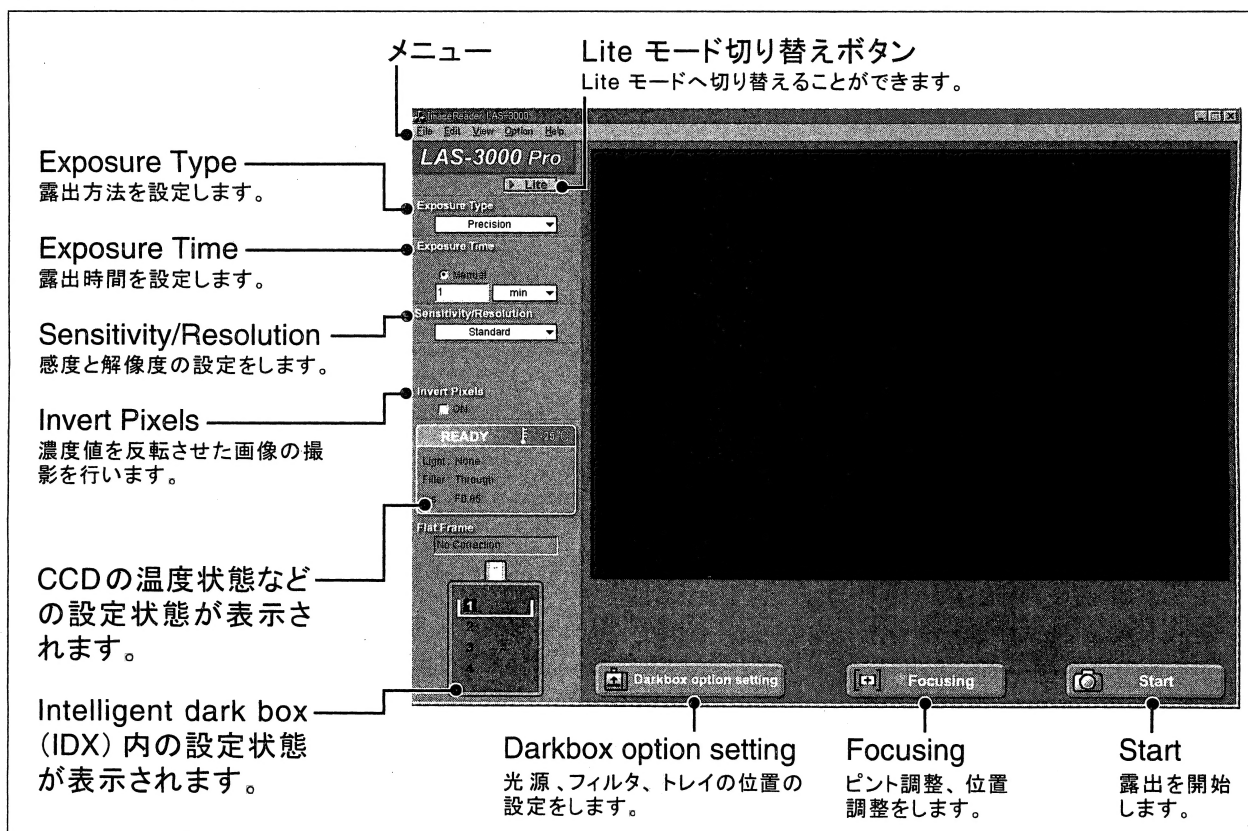 メニュー
Lite モード切り替えボタン
Lite モードへ切り替えることができます。
ImageReader LAS-3000
File Edit View Option Help
LAS-3000 Pro
Lite
Exposure Type
露出方法を設定します。
Exposure Type
Precision
Exposure Time
露出時間を設定します。
Exposure Time
Manual
1 min
Sensitivity/Resolution
感度と解像度の設定をします。
Sensitivity/Resolution
Standard
Invert Pixels
濃度値を反転させた画像の撮
影を行います。
Invert Pixels
ON
READY
Light : None
Filter : Through
F0.85
Flat Frame
No Correction
CCDの温度状態など
の設定状態が表示さ
れます。
1
2
3
4
Intelligent dark box
(IDX) 内の設定状態
が表示されます。
Darkbox option setting
Focusing
Start
Darkbox option setting
光源、フィルタ、トレイの位置の
設定をします。
Focusing
ピント調整、位置
調整をします。
Start
露出を開始
します。